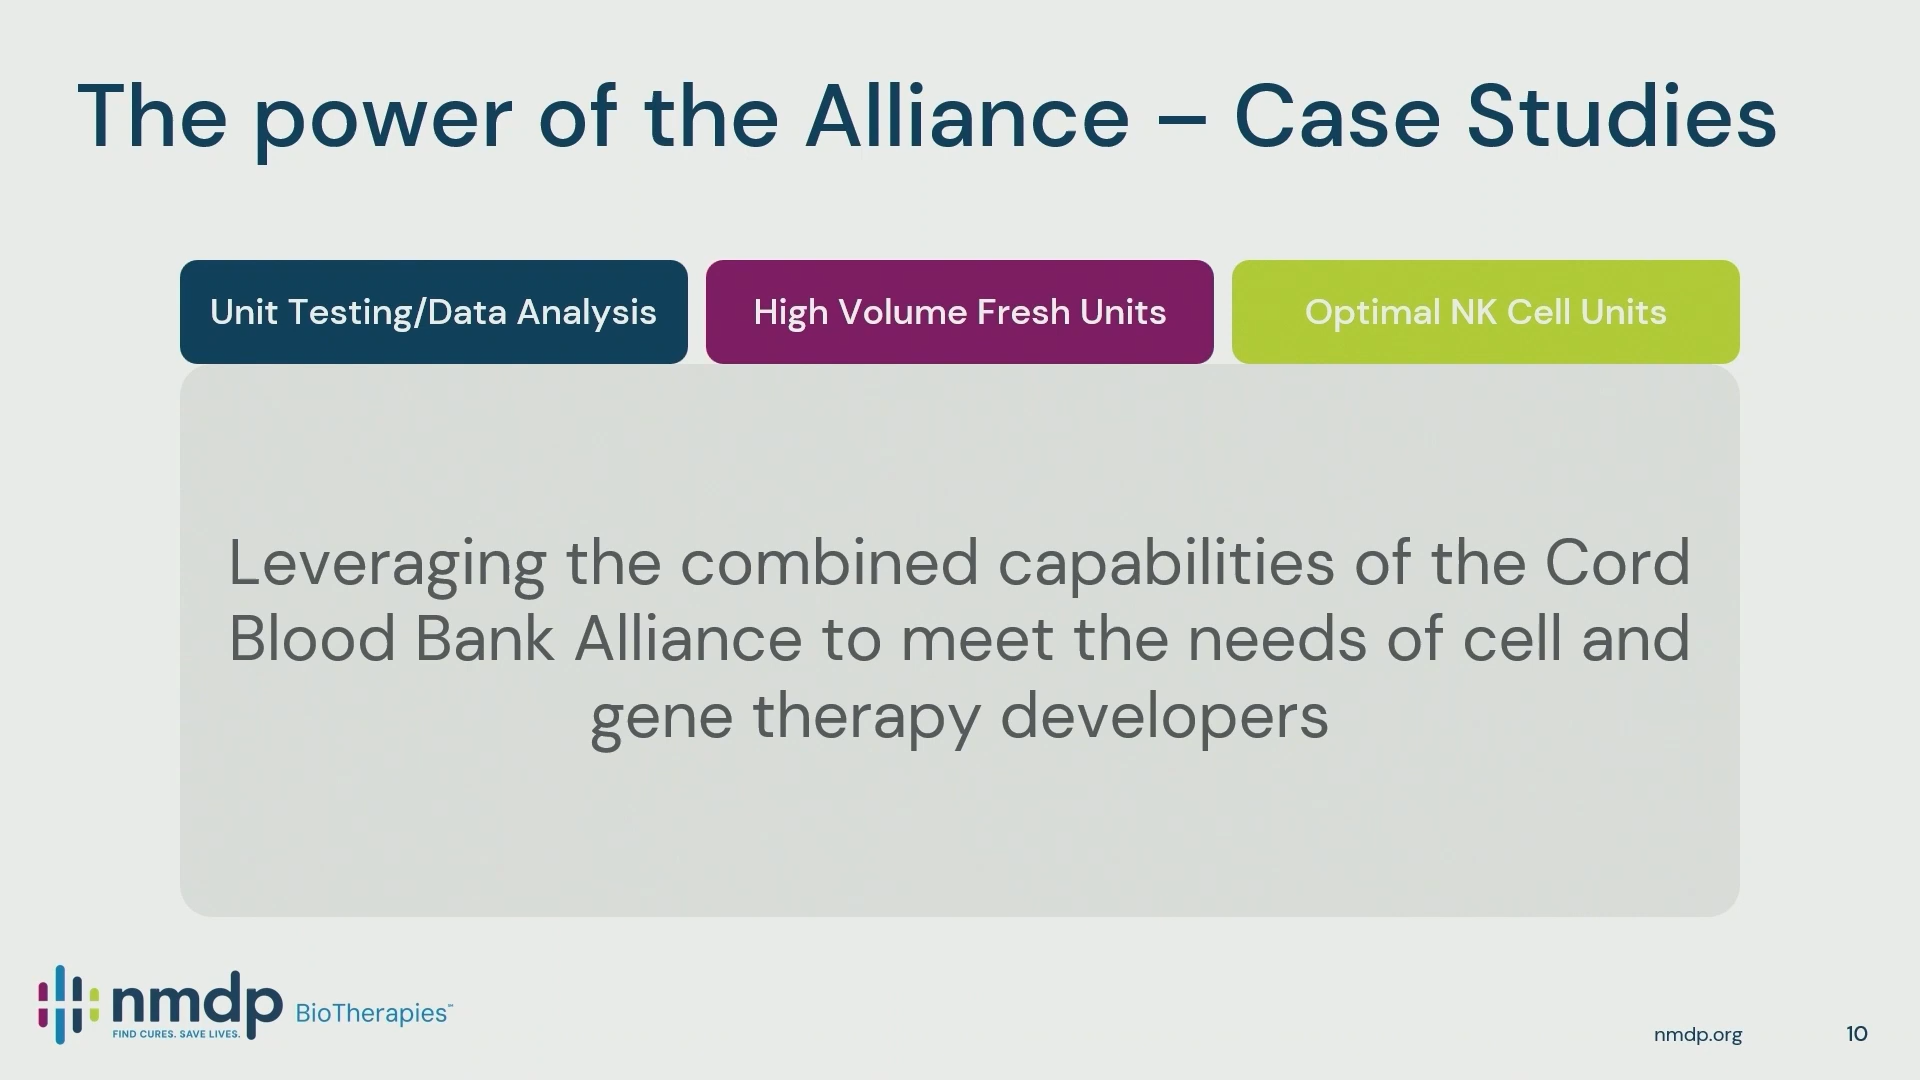 The power of the Alliance – Case Studies
Unit Testing/Data Analysis
High Volume Fresh Units
Optimal NK Cell Units
Leveraging the combined capabilities of the Cord
Blood Bank Alliance to meet the needs of cell and
gene therapy developers
nmdp BioTherapies™
FIND CURES. SAVE LIVES.
nmdp.org
10